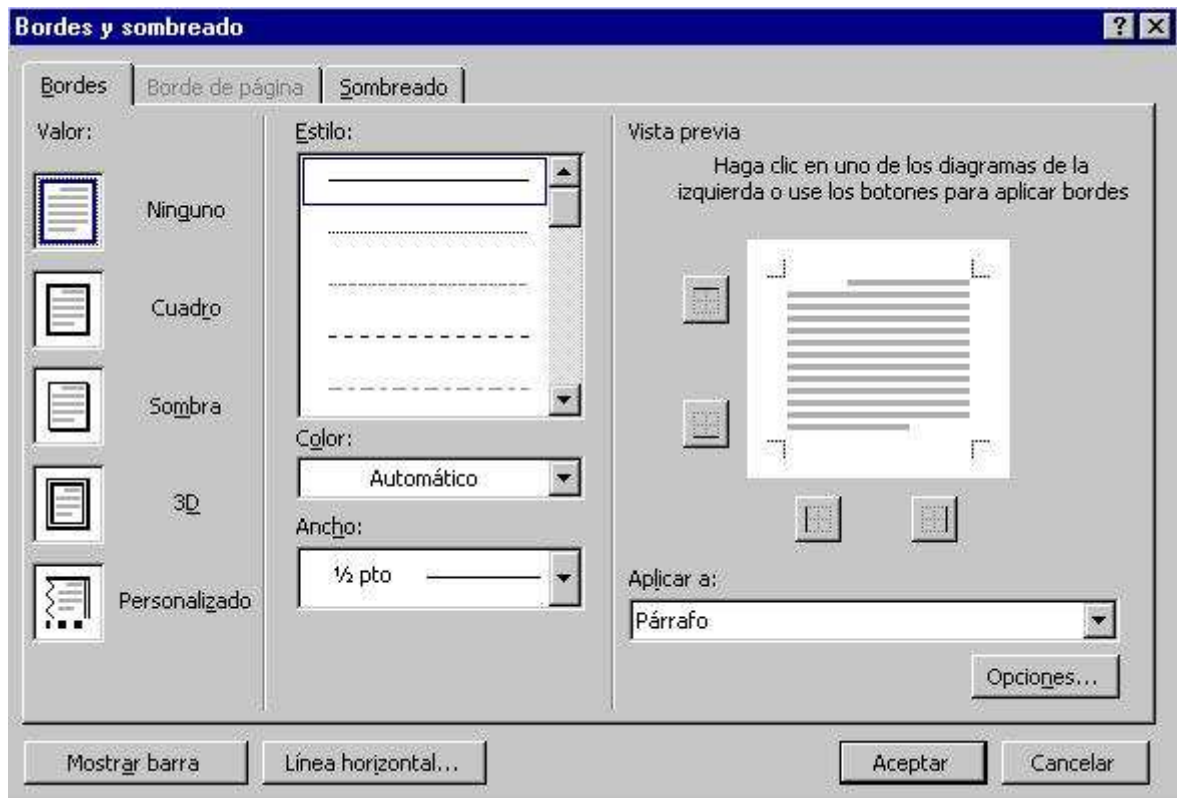 Bordes y sombreado
Bordes
Borde de página
Sombreado
Valor:
Ninguno
Cuadro
Sombra
3D
Personalizado
Estilo:
Color:
Automático
Ancho:
½ pto
Vista previa
Haga clic en uno de los diagramas de la
izquierda o use los botones para aplicar bordes
Aplicar a:
Párrafo
Opciones...
Mostrar barra
Línea horizontal...
Aceptar
Cancelar